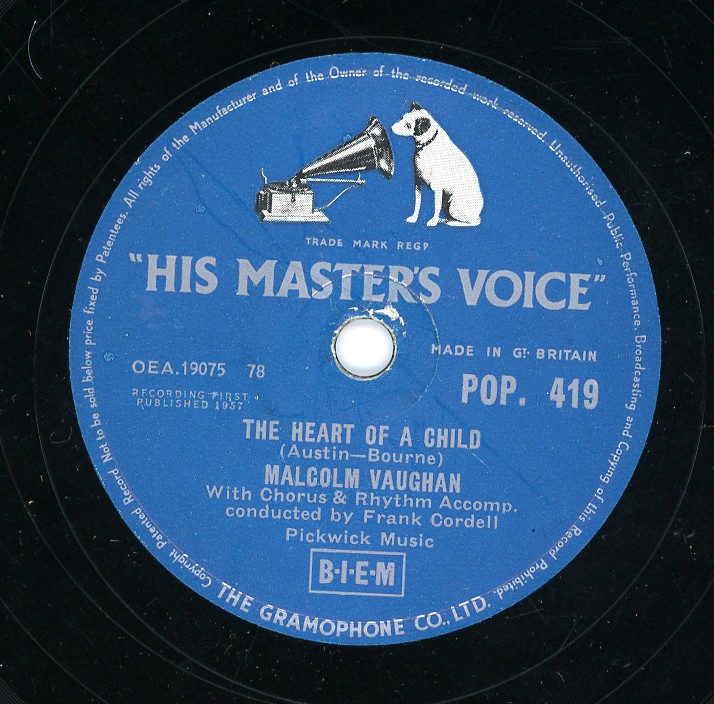 Copyright Patented Record Not to be sold below price fixed by Patentees. All rights of the Manufacturer and of the Owner of the recorded work reserved. Unauthorised Public Performance, Broadcasting and Copying of this Record Prohibited.
TRADE MARK REGD
"HIS MASTER'S VOICE"
MADE IN GT. BRITAIN
OEA.19075 78
POP. 419
RECORDING FIRST
PUBLISHED 1957
THE HEART OF A CHILD
(Austin—Bourne)
MALCOLM VAUGHAN
With Chorus & Rhythm Accomp.
conducted by Frank Cordell
Pickwick Music
B·I·E·M
THE GRAMOPHONE CO., LTD.